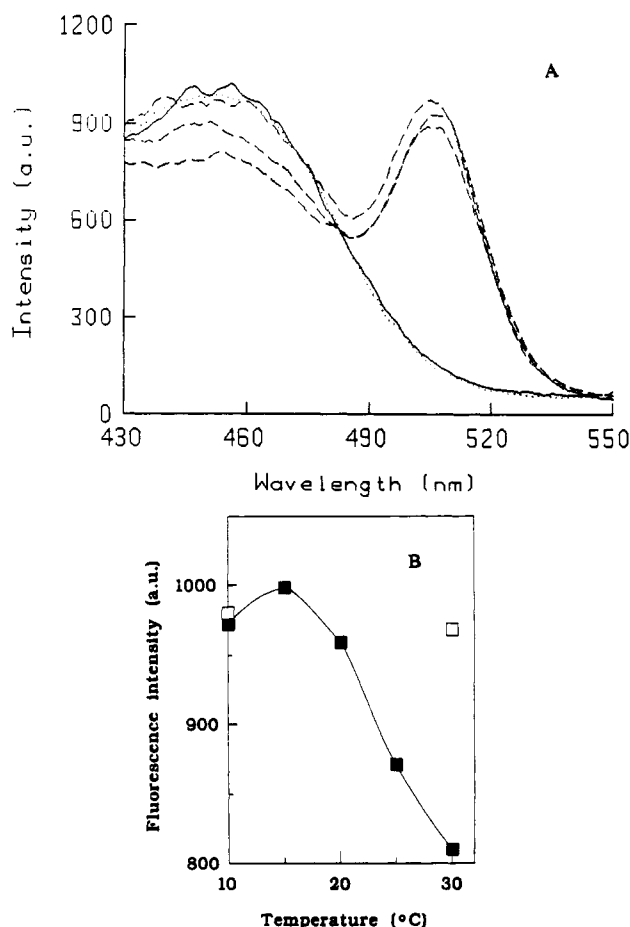 A
Intensity (a.u.)
1200
900
600
300
0
430
460
490
520
550
Wavelength (nm)
B
Fluorescence intensity (a.u.)
1000
900
800
10
20
30
Temperature (°C)